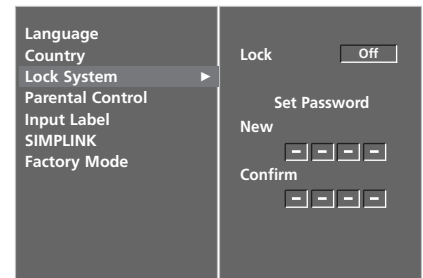 Language
Country
Lock System ►
Parental Control
Input Label
SIMPLINK
Factory Mode
Lock Off
Set Password
New
– – – –
Confirm
– – – –